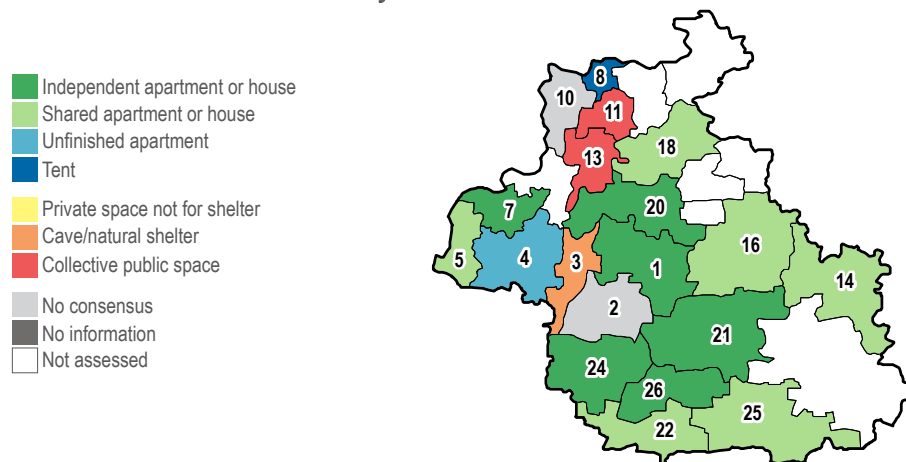 Independent apartment or house
Shared apartment or house
Unfinished apartment
Tent
Private space not for shelter
Cave/natural shelter
Collective public space
No consensus
No information
Not assessed
8
10
11
13
18
7
20
5
4
3
1
16
14
2
21
24
26
25
22